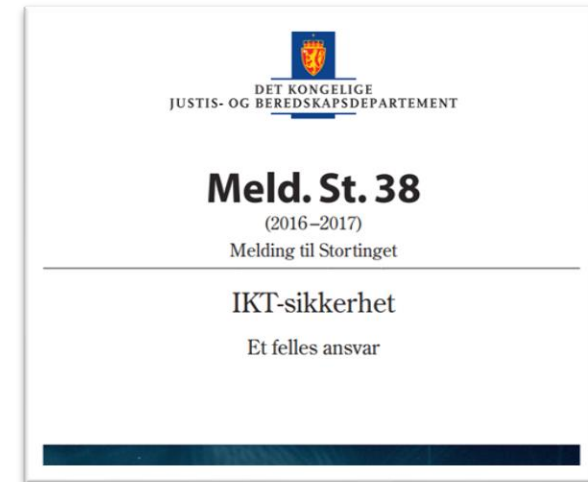 DET KONGELIGE
JUSTIS- OG BEREDSKAPSDEPARTEMENT
Meld. St. 38
(2016–2017)
Melding til Stortinget
IKT-sikkerhet
Et felles ansvar